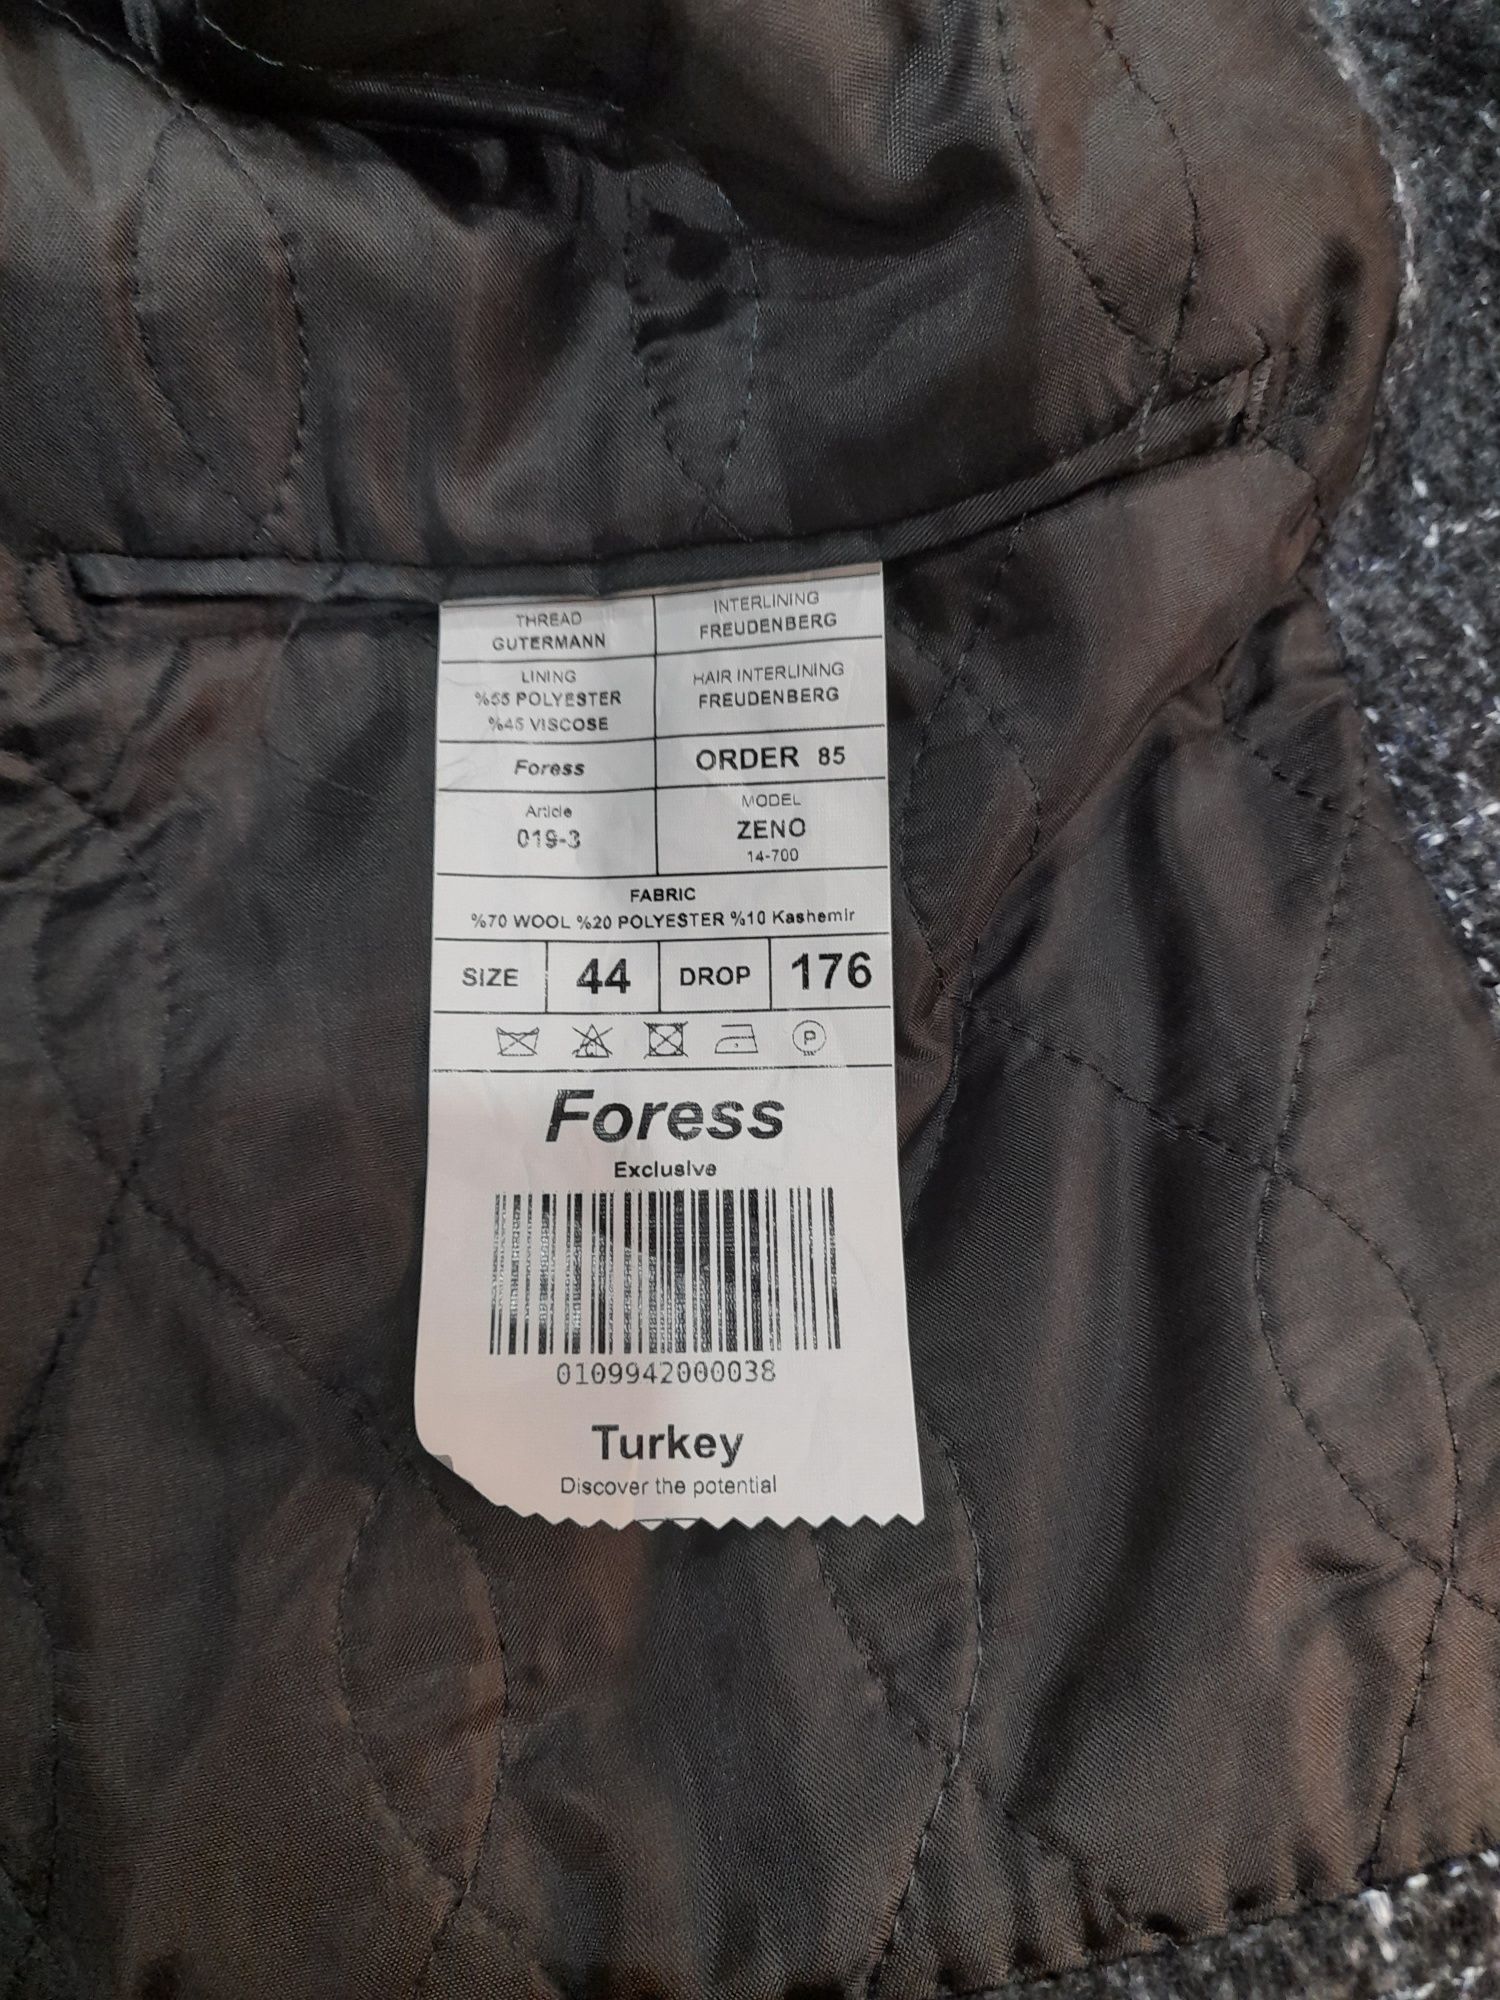 THREAD
GUTERMANN
INTERLINING
FREUDENBERG
LINING
%55 POLYESTER
%45 VISCOSE
HAIR INTERLINING
FREUDENBERG
Foress
ORDER 85
Article
019-3
MODEL
ZENO
14-700
FABRIC
%70 WOOL %20 POLYESTER %10 Kashemir
SIZE 44 DROP 176
P
Foress
Exclusive
0109942000038
Turkey
Discover the potential